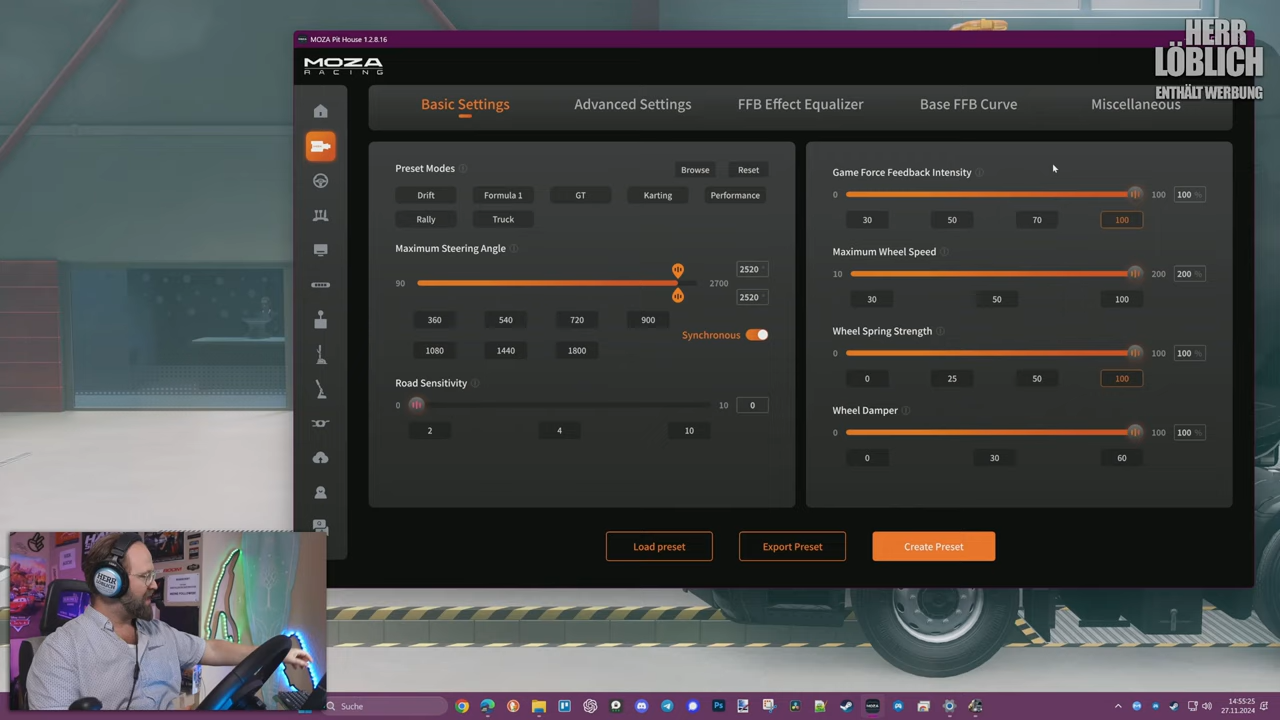 MOZA Pit House 1.2.8.16
MOZA
RACING
HERR
LÖBLICH
ENTHÄLT WERBUNG
Basic Settings
Advanced Settings
FFB Effect Equalizer
Base FFB Curve
Miscellaneous
Preset Modes
Browse
Reset
Drift
Formula 1
GT
Karting
Performance
Rally
Truck
Maximum Steering Angle
90
2700
2520 °
2520 °
360
540
720
900
Synchronous
1080
1440
1800
Road Sensitivity
0
10
0
2
4
10
Game Force Feedback Intensity
0
100
100 %
30
50
70
100
Maximum Wheel Speed
10
200
200 %
30
50
100
Wheel Spring Strength
0
100
100 %
0
25
50
100
Wheel Damper
0
100
100 %
0
30
60
Load preset
Export Preset
Create Preset
HERR
LÖBLICH
Suche
MOZA
14:55:25
27.11.2024